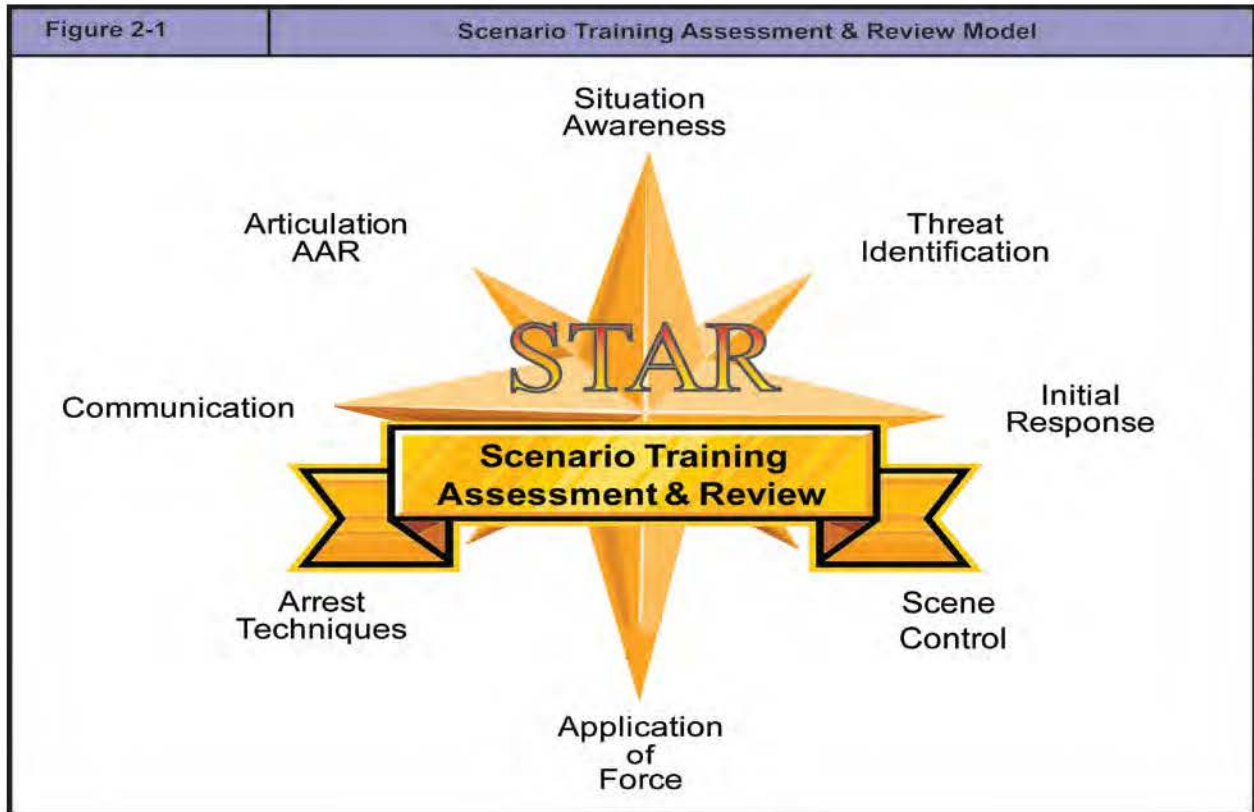 Figure 2-1
Scenario Training Assessment & Review Model
Situation
Awareness
Articulation
AAR
Threat
Identification
STAR
Communication
Initial
Response
Scenario Training
Assessment & Review
Arrest
Techniques
Scene
Control
Application
of
Force